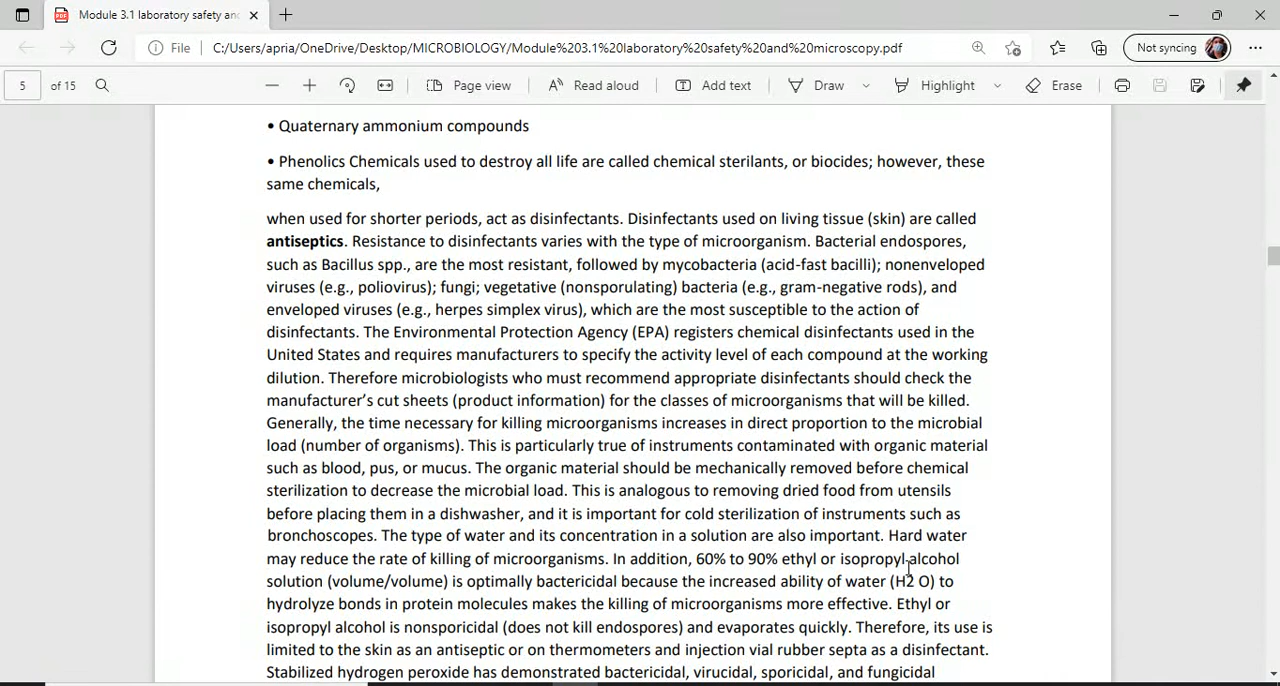 Module 3.1 laboratory safety and
File
C:/Users/apria/OneDrive/Desktop/MICROBIOLOGY/Module%203.1%20laboratory%20safety%20and%20microscopy.pdf
Not syncing
5 of 15
Page view
Read aloud
Add text
Draw
Highlight
Erase
• Quaternary ammonium compounds
• Phenolics Chemicals used to destroy all life are called chemical sterilants, or biocides; however, these
same chemicals,
when used for shorter periods, act as disinfectants. Disinfectants used on living tissue (skin) are called
antiseptics. Resistance to disinfectants varies with the type of microorganism. Bacterial endospores,
such as Bacillus spp., are the most resistant, followed by mycobacteria (acid-fast bacilli); nonenveloped
viruses (e.g., poliovirus); fungi; vegetative (nonsporulating) bacteria (e.g., gram-negative rods), and
enveloped viruses (e.g., herpes simplex virus), which are the most susceptible to the action of
disinfectants. The Environmental Protection Agency (EPA) registers chemical disinfectants used in the
United States and requires manufacturers to specify the activity level of each compound at the working
dilution. Therefore microbiologists who must recommend appropriate disinfectants should check the
manufacturer’s cut sheets (product information) for the classes of microorganisms that will be killed.
Generally, the time necessary for killing microorganisms increases in direct proportion to the microbial
load (number of organisms). This is particularly true of instruments contaminated with organic material
such as blood, pus, or mucus. The organic material should be mechanically removed before chemical
sterilization to decrease the microbial load. This is analogous to removing dried food from utensils
before placing them in a dishwasher, and it is important for cold sterilization of instruments such as
bronchoscopes. The type of water and its concentration in a solution are also important. Hard water
may reduce the rate of killing of microorganisms. In addition, 60% to 90% ethyl or isopropyl alcohol
solution (volume/volume) is optimally bactericidal because the increased ability of water (H2 O) to
hydrolyze bonds in protein molecules makes the killing of microorganisms more effective. Ethyl or
isopropyl alcohol is nonsporicidal (does not kill endospores) and evaporates quickly. Therefore, its use is
limited to the skin as an antiseptic or on thermometers and injection vial rubber septa as a disinfectant.
Stabilized hydrogen peroxide has demonstrated bactericidal, virucidal, sporicidal, and fungicidal